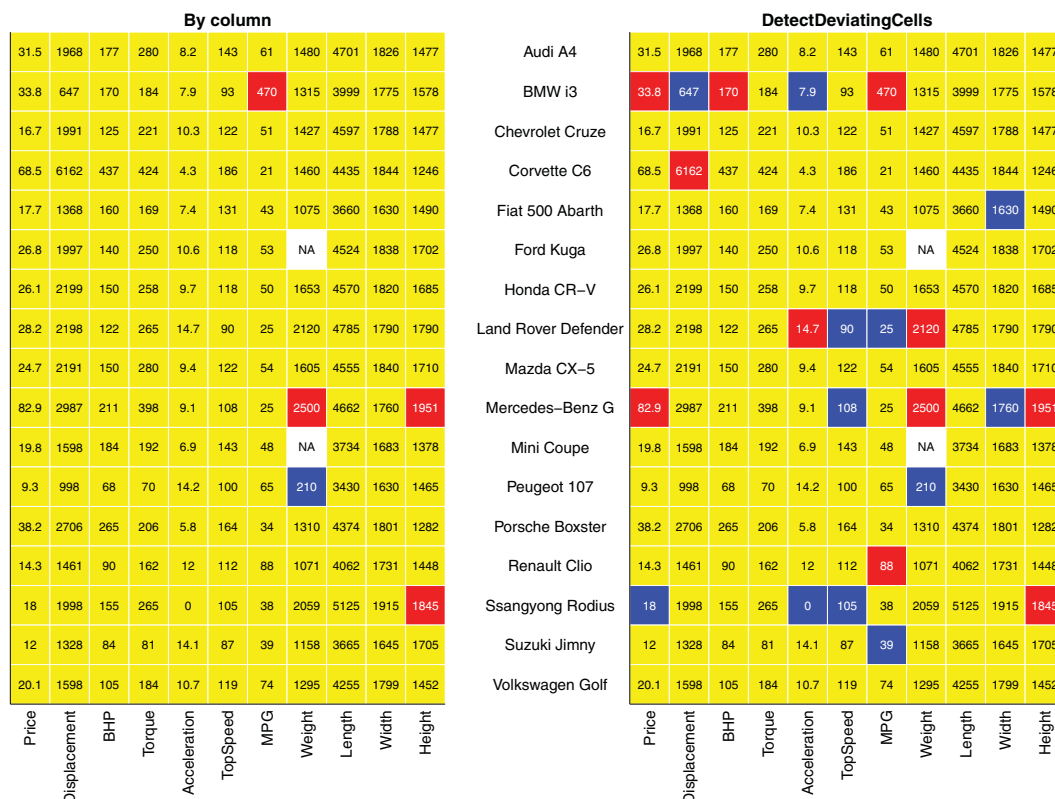 By column DetectDeviatingCells
31.5 1968 177 280 8.2 143 61 1480 4701 1826 1477 Audi A4 31.5 1968 177 280 8.2 143 61 1480 4701 1826 1477
33.8 647 170 184 7.9 93 470 1315 3999 1775 1578 BMW i3 33.8 647 170 184 7.9 93 470 1315 3999 1775 1578
16.7 1991 125 221 10.3 122 51 1427 4597 1788 1477 Chevrolet Cruze 16.7 1991 125 221 10.3 122 51 1427 4597 1788 1477
68.5 6162 437 424 4.3 186 21 1460 4435 1844 1246 Corvette C6 68.5 6162 437 424 4.3 186 21 1460 4435 1844 1246
17.7 1368 160 169 7.4 131 43 1075 3660 1630 1490 Fiat 500 Abarth 17.7 1368 160 169 7.4 131 43 1075 3660 1630 1490
26.8 1997 140 250 10.6 118 53 NA 4524 1838 1702 Ford Kuga 26.8 1997 140 250 10.6 118 53 NA 4524 1838 1702
26.1 2199 150 258 9.7 118 50 1653 4570 1820 1685 Honda CR−V 26.1 2199 150 258 9.7 118 50 1653 4570 1820 1685
28.2 2198 122 265 14.7 90 25 2120 4785 1790 1790 Land Rover Defender 28.2 2198 122 265 14.7 90 25 2120 4785 1790 1790
24.7 2191 150 280 9.4 122 54 1605 4555 1840 1710 Mazda CX−5 24.7 2191 150 280 9.4 122 54 1605 4555 1840 1710
82.9 2987 211 398 9.1 108 25 2500 4662 1760 1951 Mercedes−Benz G 82.9 2987 211 398 9.1 108 25 2500 4662 1760 1951
19.8 1598 184 192 6.9 143 48 NA 3734 1683 1378 Mini Coupe 19.8 1598 184 192 6.9 143 48 NA 3734 1683 1378
9.3 998 68 70 14.2 100 65 210 3430 1630 1465 Peugeot 107 9.3 998 68 70 14.2 100 65 210 3430 1630 1465
38.2 2706 265 206 5.8 164 34 1310 4374 1801 1282 Porsche Boxster 38.2 2706 265 206 5.8 164 34 1310 4374 1801 1282
14.3 1461 90 162 12 112 88 1071 4062 1731 1448 Renault Clio 14.3 1461 90 162 12 112 88 1071 4062 1731 1448
18 1998 155 265 0 105 38 2059 5125 1915 1845 Ssangyong Rodius 18 1998 155 265 0 105 38 2059 5125 1915 1845
12 1328 84 81 14.1 87 39 1158 3665 1645 1705 Suzuki Jimny 12 1328 84 81 14.1 87 39 1158 3665 1645 1705
20.1 1598 105 184 10.7 119 74 1295 4255 1799 1452 Volkswagen Golf 20.1 1598 105 184 10.7 119 74 1295 4255 1799 1452
Price Displacement BHP Torque Acceleration TopSpeed MPG Weight Length Width Height Price Displacement BHP Torque Acceleration TopSpeed MPG Weight Length Width Height